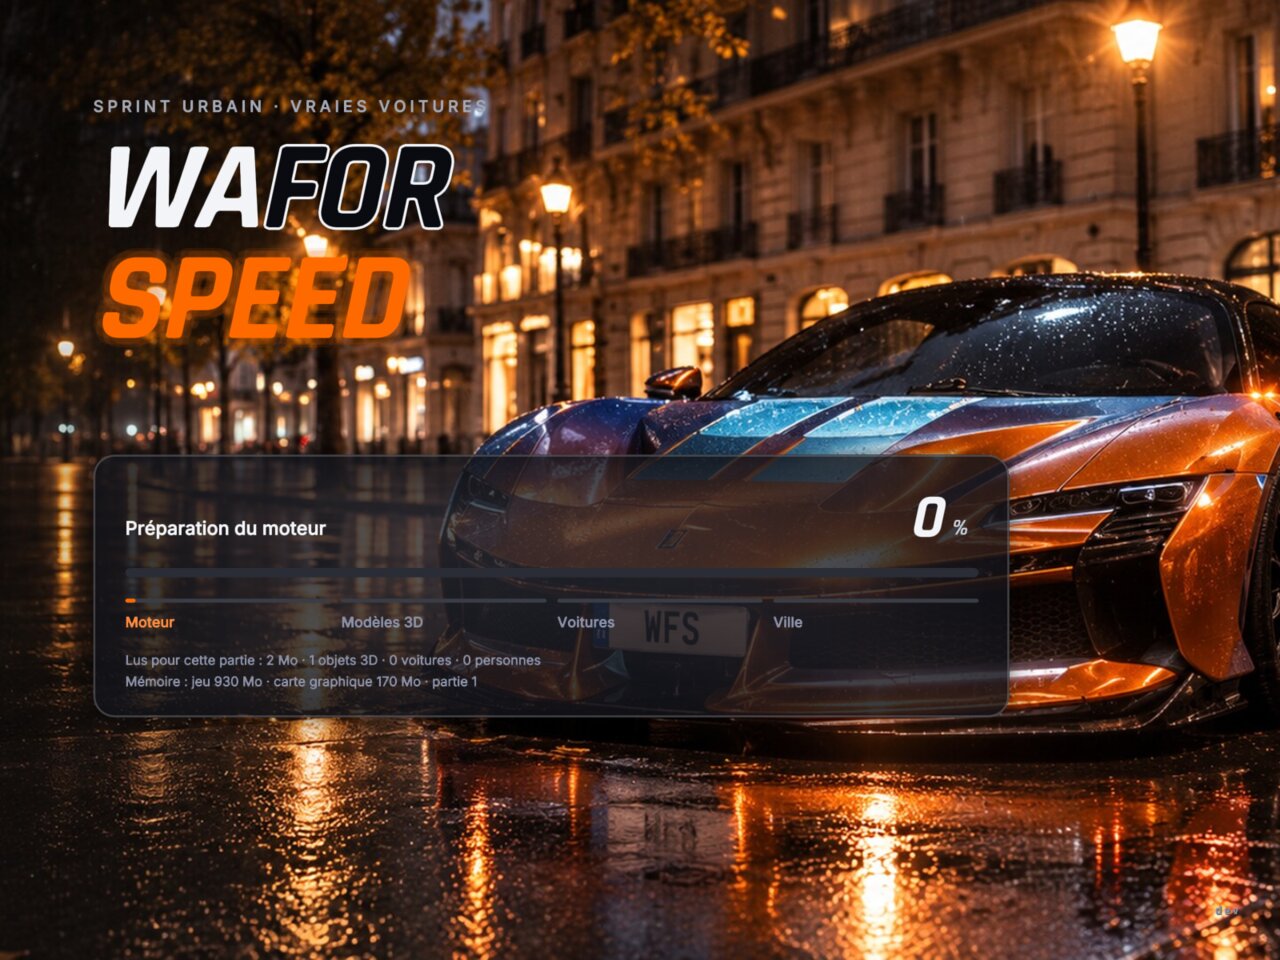 SPRINT URBAIN · VRAIES VOITURES
WAFOR
SPEED
Préparation du moteur
0 %
Moteur
Modèles 3D
Voitures
Ville
WFS
Lus pour cette partie : 2 Mo · 1 objets 3D · 0 voitures · 0 personnes
Mémoire : jeu 930 Mo · carte graphique 170 Mo · partie 1